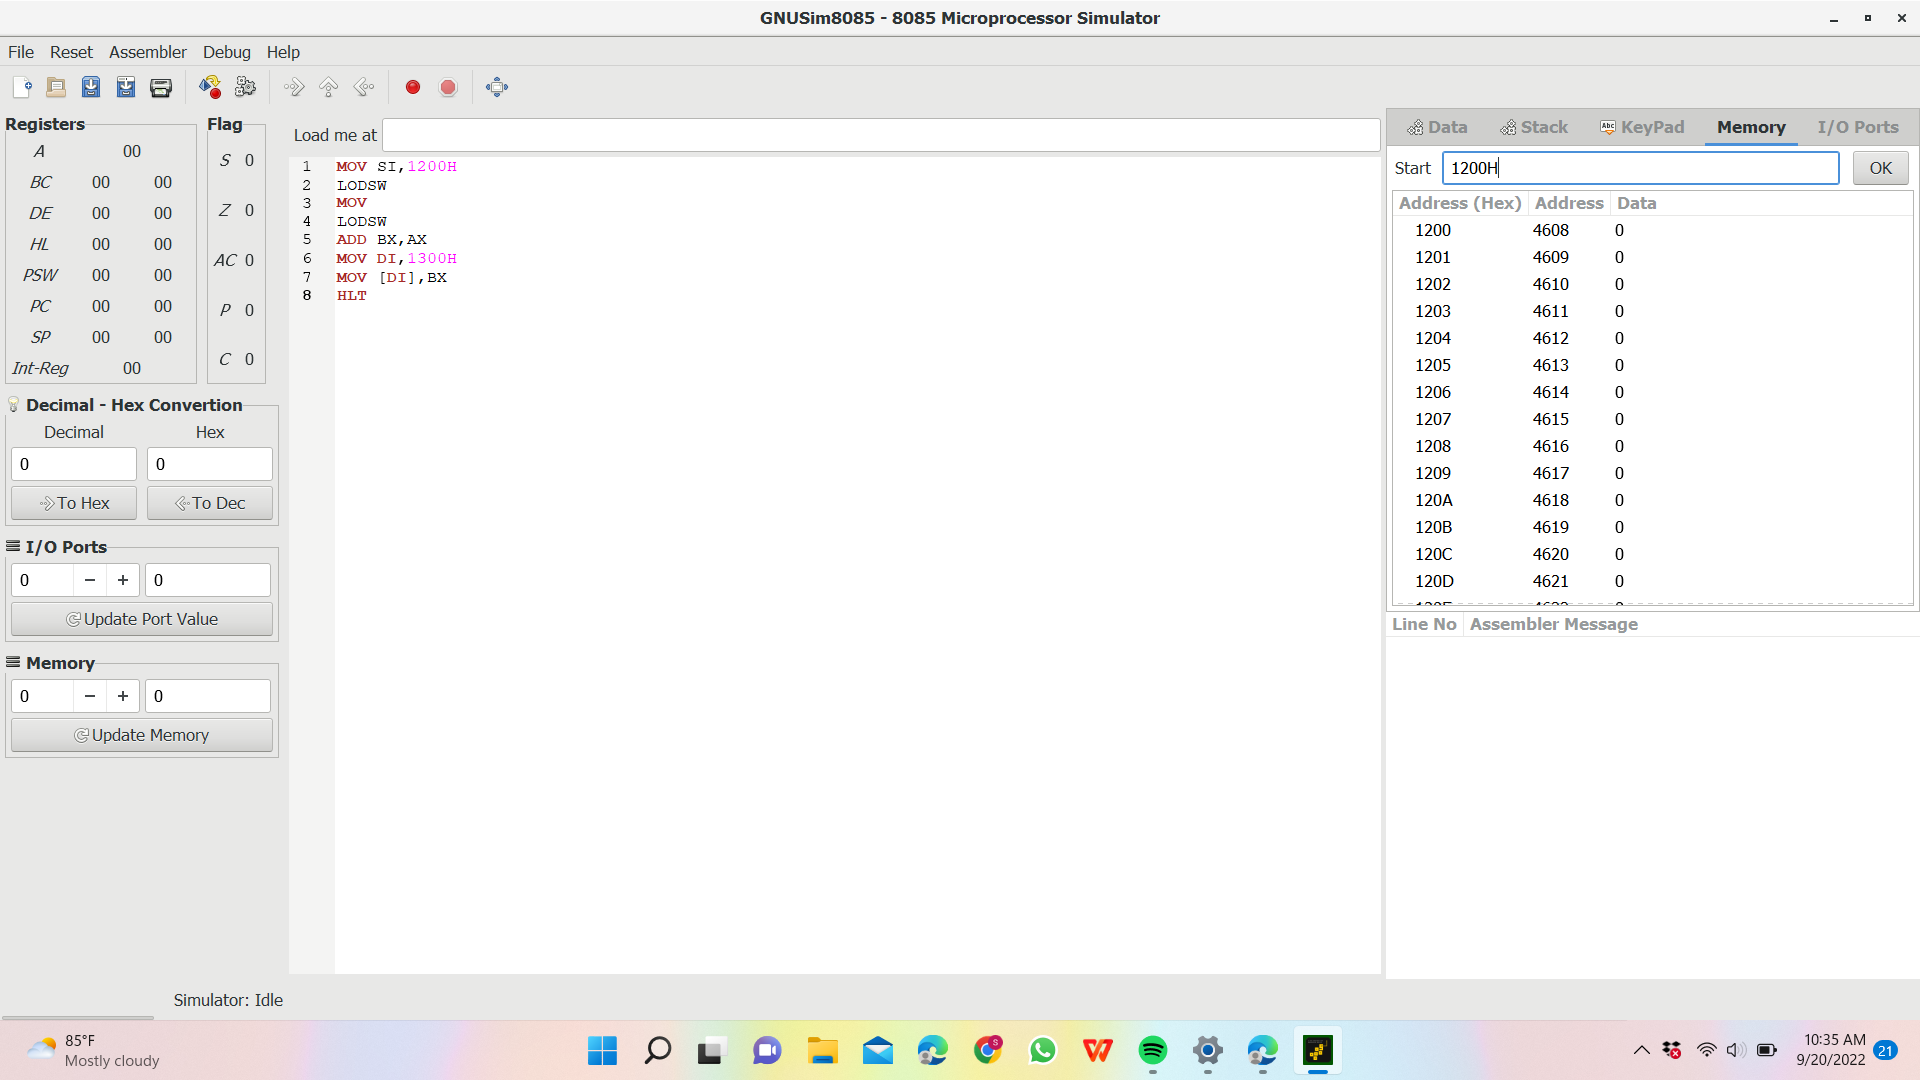 GNUSim8085 - 8085 Microprocessor Simulator
File Reset Assembler Debug Help
Registers
A 00
BC 00 00
DE 00 00
HL 00 00
PSW 00 00
PC 00 00
SP 00 00
Int-Reg 00
Flag
S 0
Z 0
AC 0
P 0
C 0
Decimal - Hex Convertion
Decimal Hex
0 0
To Hex To Dec
I/O Ports
0 − + 0
Update Port Value
Memory
0 − + 0
Update Memory
Load me at
1 MOV SI,1200H
2 LODSW
3 MOV
4 LODSW
5 ADD BX,AX
6 MOV DI,1300H
7 MOV [DI],BX
8 HLT
Data Stack Abc KeyPad Memory I/O Ports
Start 1200H OK
Address (Hex) Address Data
1200 4608 0
1201 4609 0
1202 4610 0
1203 4611 0
1204 4612 0
1205 4613 0
1206 4614 0
1207 4615 0
1208 4616 0
1209 4617 0
120A 4618 0
120B 4619 0
120C 4620 0
120D 4621 0
Line No Assembler Message
Simulator: Idle
85°F
Mostly cloudy
S
W
10:35 AM
9/20/2022
21